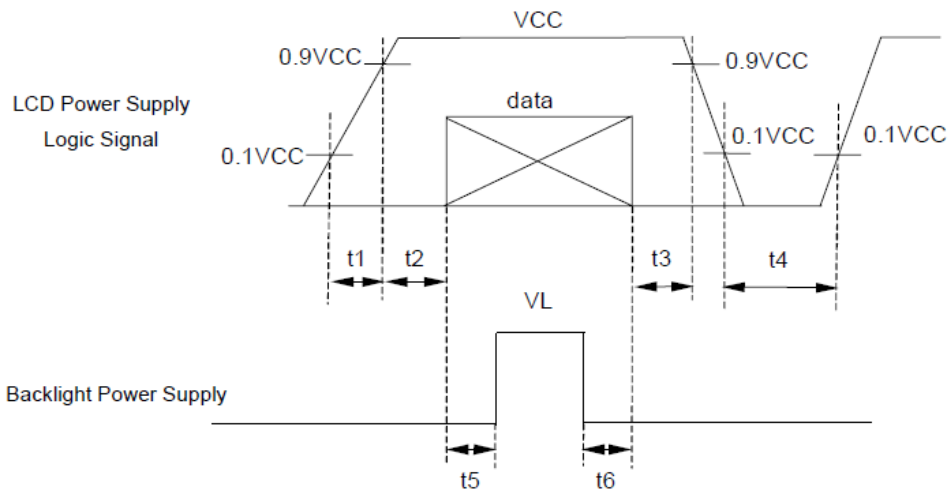 VCC
0.9VCC
0.9VCC
LCD Power Supply
Logic Signal
data
0.1VCC
0.1VCC
0.1VCC
t1
t2
t3
t4
VL
Backlight Power Supply
t5
t6